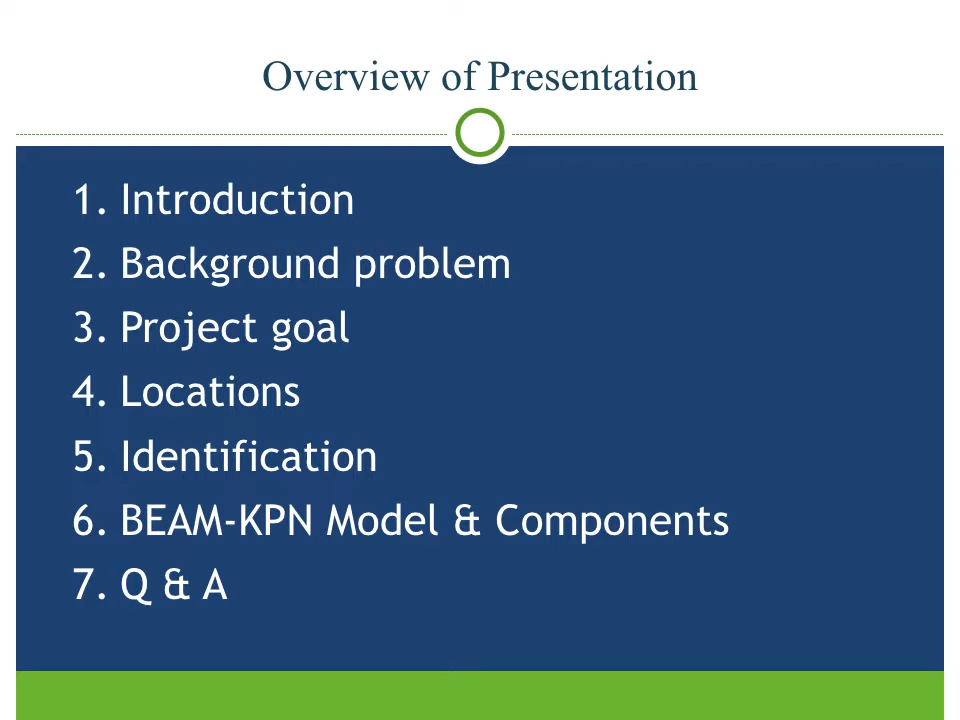 Overview of Presentation
1. Introduction
2. Background problem
3. Project goal
4. Locations
5. Identification
6. BEAM-KPN Model & Components
7. Q & A